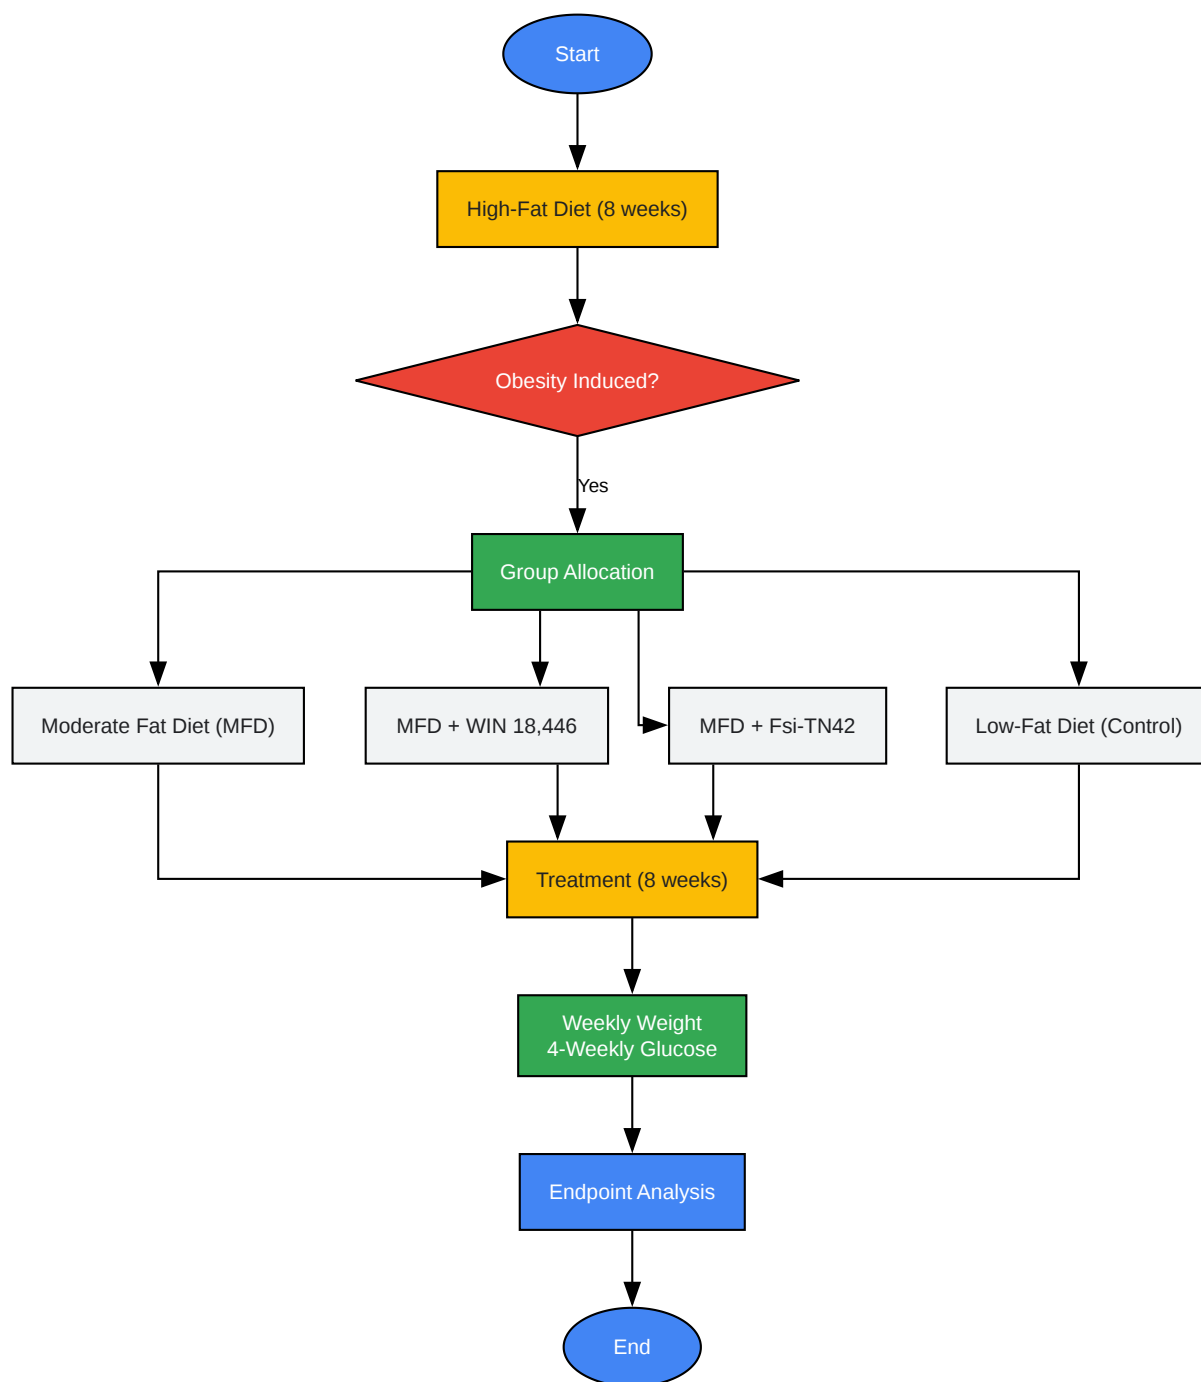 Start
High-Fat Diet (8 weeks)
Obesity Induced?
Yes
Group Allocation
Moderate Fat Diet (MFD)
MFD + WIN 18,446
MFD + Fsi-TN42
Low-Fat Diet (Control)
Treatment (8 weeks)
Weekly Weight
4-Weekly Glucose
Endpoint Analysis
End